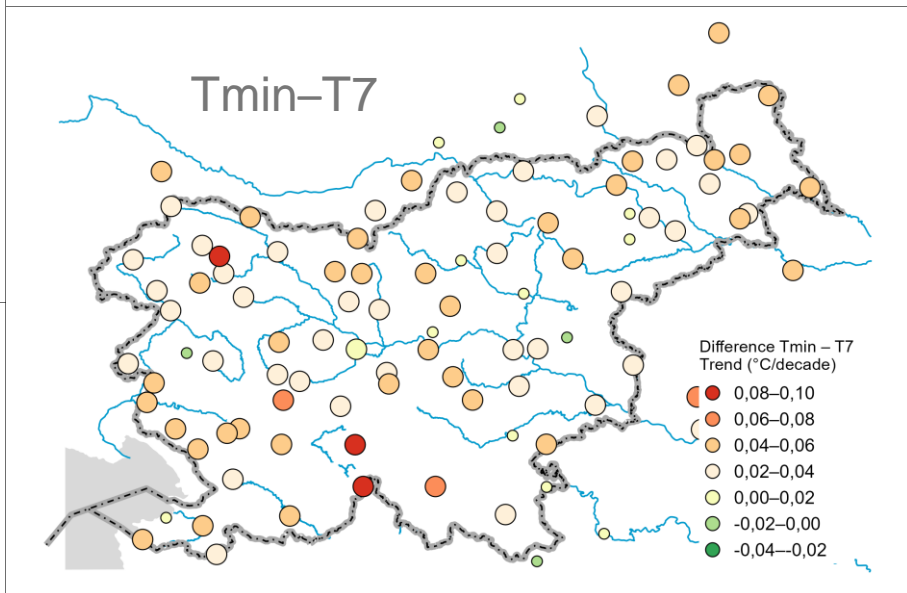 Tmin–T7
Difference Tmin – T7
Trend (°C/decade)
0,08–0,10
0,06–0,08
0,04–0,06
0,02–0,04
0,00–0,02
-0,02–0,00
-0,04–-0,02